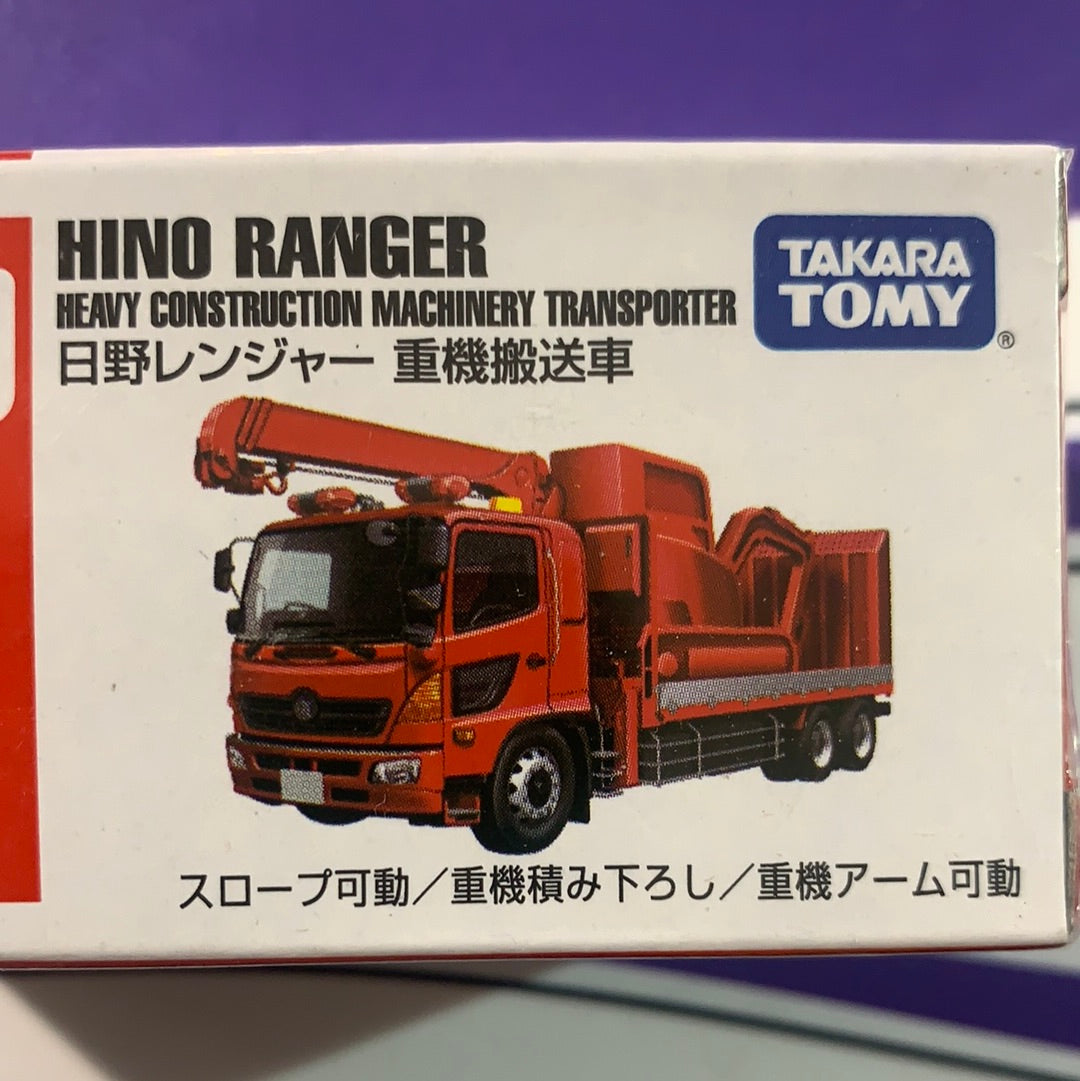 HINO RANGER
HEAVY CONSTRUCTION MACHINERY TRANSPORTER
日野レンジャー 重機搬送車
TAKARA
TOMY
®
スロープ可動／重機積み下ろし／重機アーム可動